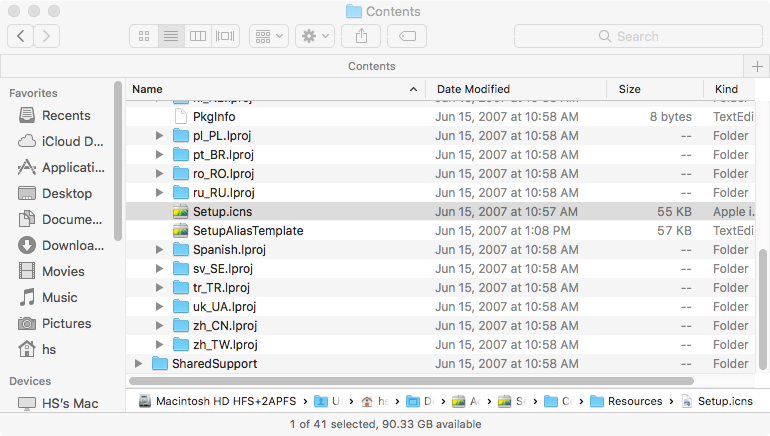 Contents
Search
Contents
Favorites
Recents
iCloud D...
Applicati...
Desktop
Docume...
Downloa...
Movies
Music
Pictures
hs
Devices
HS's Mac
Name Date Modified Size Kind
PkgInfo Jun 15, 2007 at 10:58 AM 8 bytes TextEdi
pl_PL.lproj Jun 15, 2007 at 10:58 AM -- Folder
pt_BR.lproj Jun 15, 2007 at 10:58 AM -- Folder
ro_RO.lproj Jun 15, 2007 at 10:58 AM -- Folder
ru_RU.lproj Jun 15, 2007 at 10:58 AM -- Folder
Setup.icns Jun 15, 2007 at 10:57 AM 55 KB Apple i.
SetupAliasTemplate Jun 15, 2007 at 1:08 PM 57 KB TextEdi
Spanish.lproj Jun 15, 2007 at 10:58 AM -- Folder
sv_SE.lproj Jun 15, 2007 at 10:58 AM -- Folder
tr_TR.lproj Jun 15, 2007 at 10:58 AM -- Folder
uk_UA.lproj Jun 15, 2007 at 10:58 AM -- Folder
zh_CN.lproj Jun 15, 2007 at 10:58 AM -- Folder
zh_TW.lproj Jun 15, 2007 at 10:58 AM -- Folder
SharedSupport Jun 15, 2007 at 10:58 AM -- Folder
Macintosh HD HFS+2APFS › U › hs › D › A › S › C › Resources › Setup.icns
1 of 41 selected, 90.33 GB available